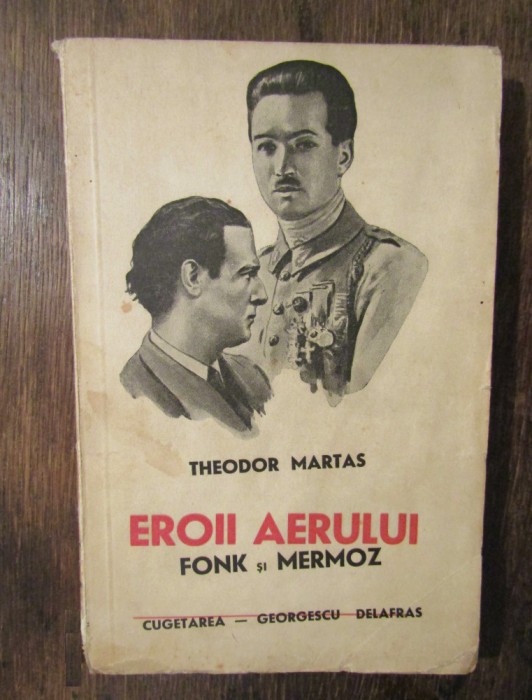 THEODOR MARTAS
EROII AERULUI
FONK ȘI MERMOZ
CUGETAREA — GEORGESCU DELAFRAS